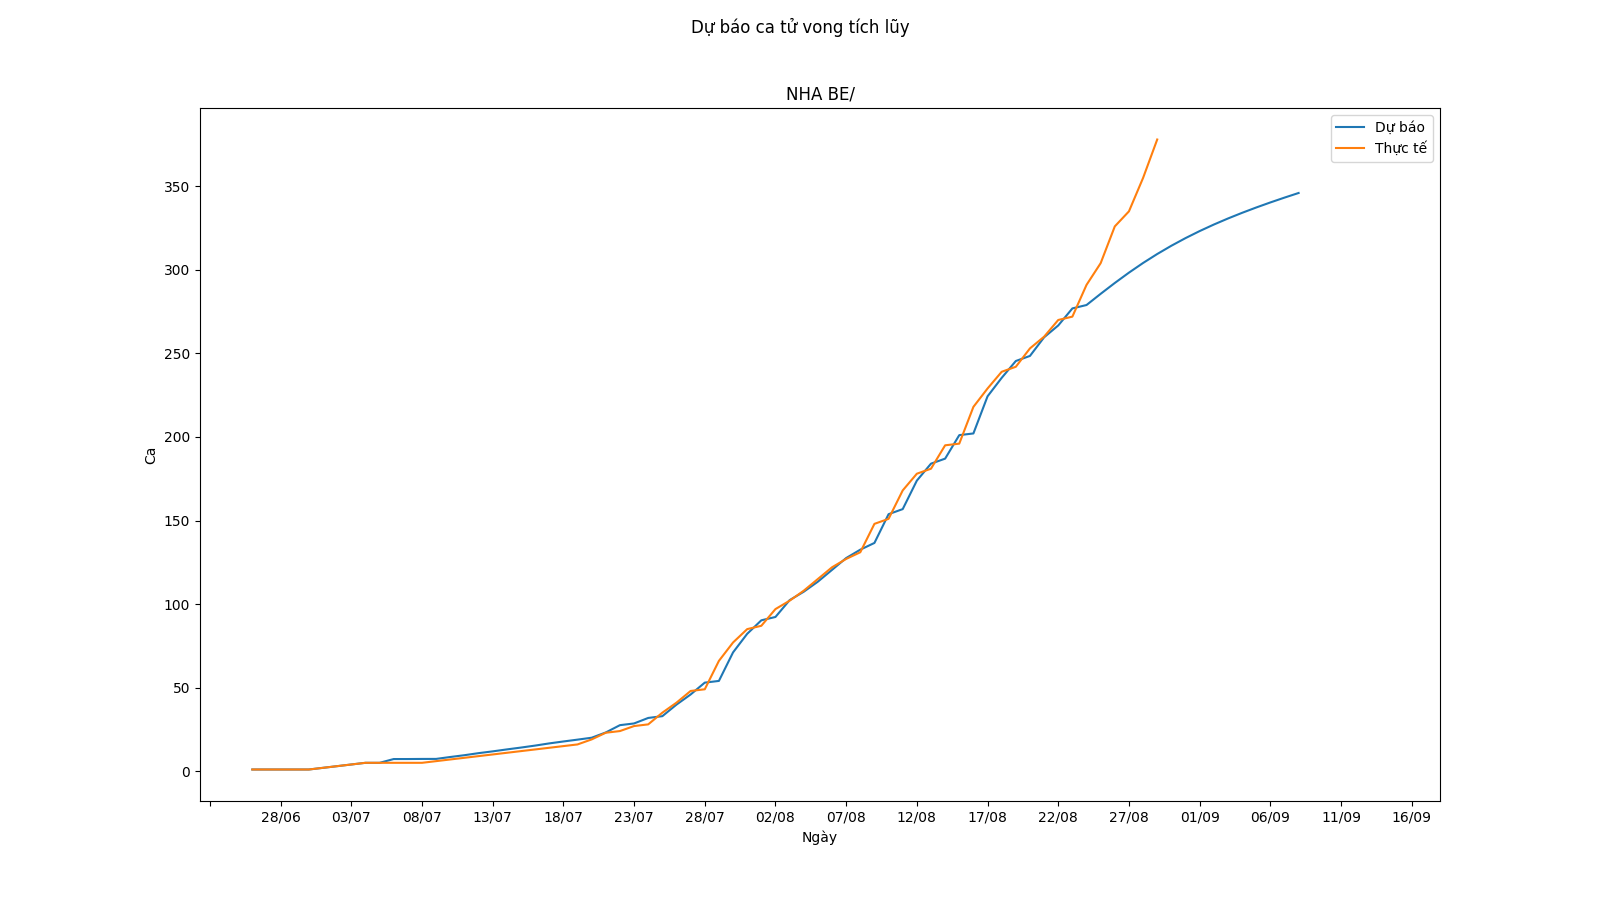 Dự báo ca tử vong tích lũy
NHA BE/
Dự báo
Thực tế
350
300
250
200
150
100
50
0
Ca
28/06 03/07 08/07 13/07 18/07 23/07 28/07 02/08 07/08 12/08 17/08 22/08 27/08 01/09 06/09 11/09 16/09
Ngày